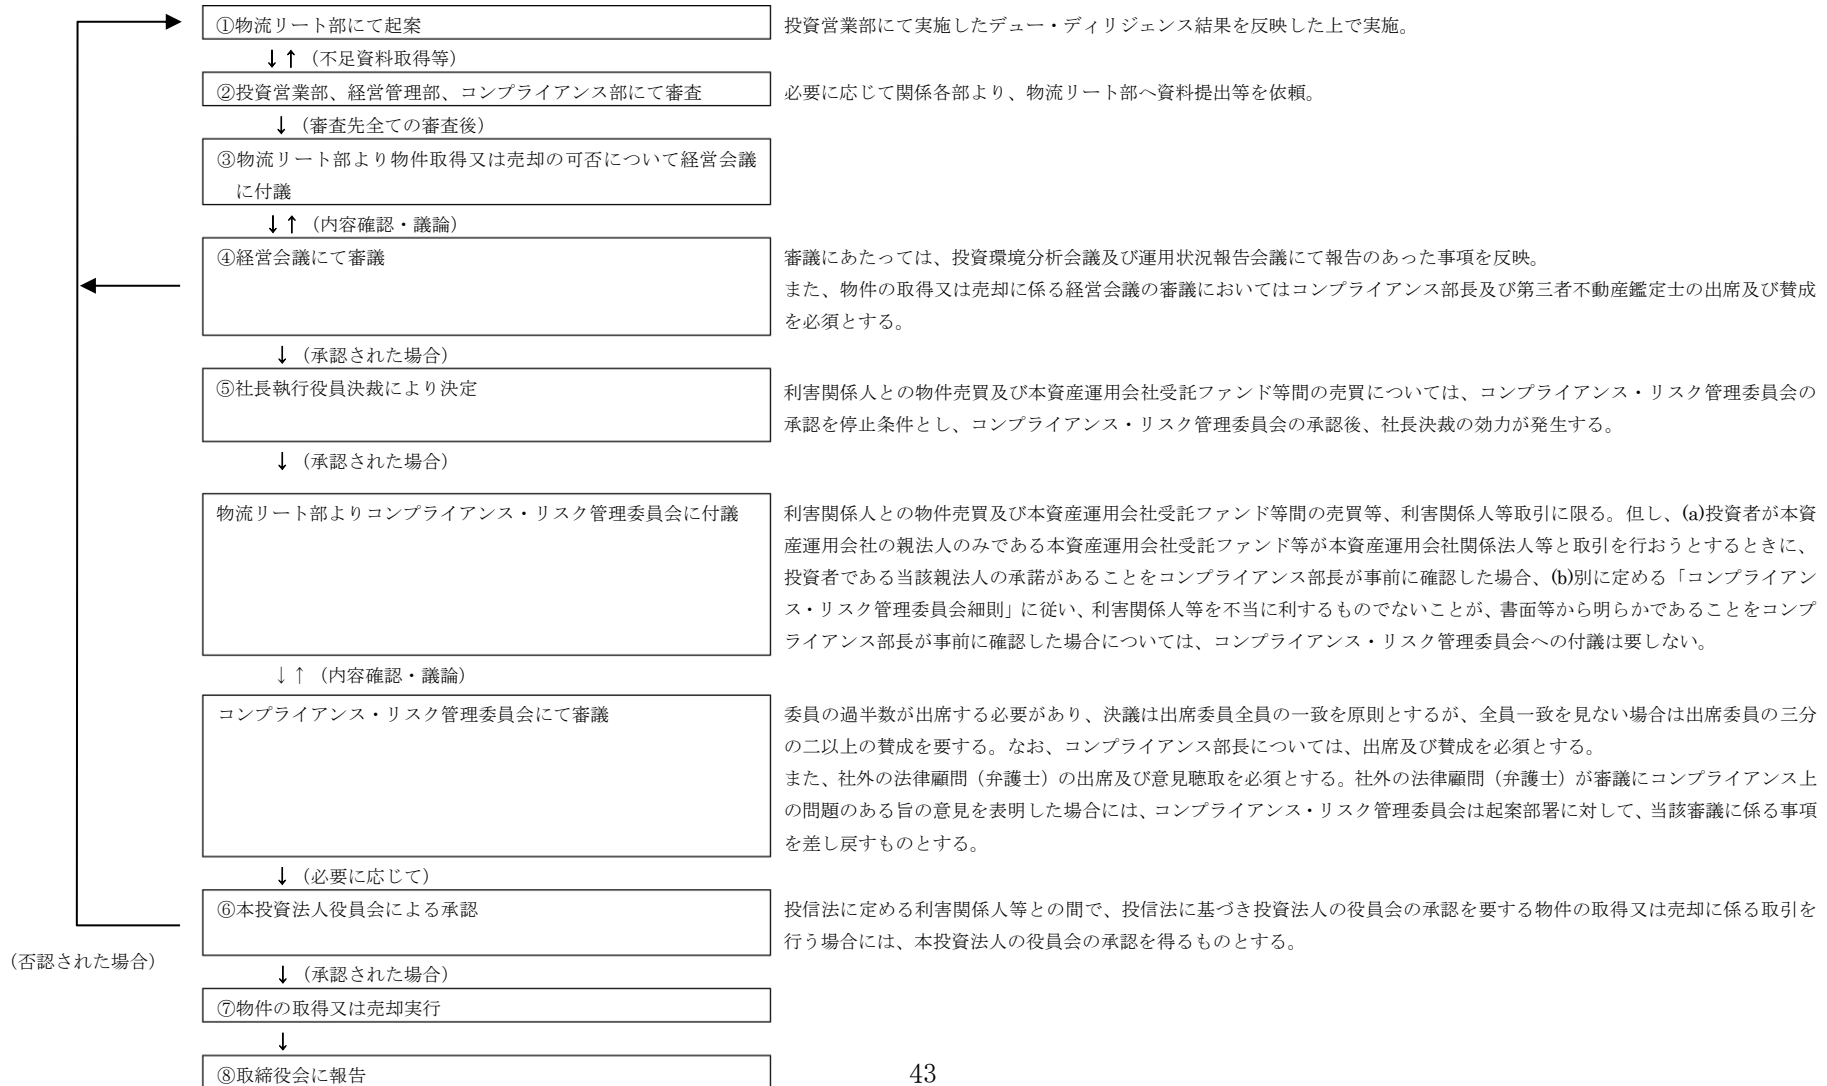 ①物流リート部にて起案
投資営業部にて実施したデュー・ディリジェンス結果を反映した上で実施。
↓↑（不足資料取得等）
②投資営業部、経営管理部、コンプライアンス部にて審査
必要に応じて関係各部より、物流リート部へ資料提出等を依頼。
↓（審査先全ての審査後）
③物流リート部より物件取得又は売却の可否について経営会議
に付議
↓↑（内容確認・議論）
④経営会議にて審議
審議にあたっては、投資環境分析会議及び運用状況報告会議にて報告のあった事項を反映。
また、物件の取得又は売却に係る経営会議の審議においてはコンプライアンス部長及び第三者不動産鑑定士の出席及び賛成
を必須とする。
↓（承認された場合）
⑤社長執行役員決裁により決定
利害関係人との物件売買及び本資産運用会社受託ファンド等間の売買については、コンプライアンス・リスク管理委員会の
承認を停止条件とし、コンプライアンス・リスク管理委員会の承認後、社長決裁の効力が発生する。
↓（承認された場合）
物流リート部よりコンプライアンス・リスク管理委員会に付議
利害関係人との物件売買及び本資産運用会社受託ファンド等間の売買等、利害関係人等取引に限る。但し、(a)投資者が本資
産運用会社の親法人のみである本資産運用会社受託ファンド等が本資産運用会社関係法人等と取引を行おうとするときに、
投資者である当該親法人の承諾があることをコンプライアンス部長が事前に確認した場合、(b)別に定める「コンプライアン
ス・リスク管理委員会細則」に従い、利害関係人等を不当に利するものでないことが、書面等から明らかであることをコンプ
ライアンス部長が事前に確認した場合については、コンプライアンス・リスク管理委員会への付議は要しない。
↓↑（内容確認・議論）
コンプライアンス・リスク管理委員会にて審議
委員の過半数が出席する必要があり、決議は出席委員全員の一致を原則とするが、全員一致を見ない場合は出席委員の三分
の二以上の賛成を要する。なお、コンプライアンス部長については、出席及び賛成を必須とする。
また、社外の法律顧問（弁護士）の出席及び意見聴取を必須とする。社外の法律顧問（弁護士）が審議にコンプライアンス上
の問題のある旨の意見を表明した場合には、コンプライアンス・リスク管理委員会は起案部署に対して、当該審議に係る事項
を差し戻すものとする。
↓（必要に応じて）
⑥本投資法人役員会による承認
投信法に定める利害関係人等との間で、投信法に基づき投資法人の役員会の承認を要する物件の取得又は売却に係る取引を
行う場合には、本投資法人の役員会の承認を得るものとする。
（否認された場合）
↓（承認された場合）
⑦物件の取得又は売却実行
↓
⑧取締役会に報告
43